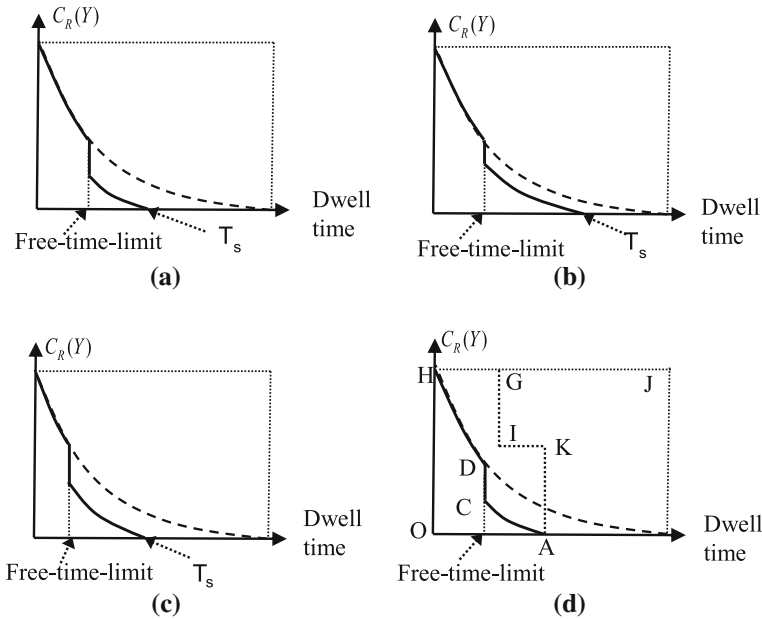 C_R(Y)
Dwell
time
Free-time-limit
T_s
(a)
C_R(Y)
Dwell
time
Free-time-limit
T_s
(b)
C_R(Y)
Dwell
time
Free-time-limit
T_s
(c)
C_R(Y)
H
G
J
I
K
D
C
O
A
Dwell
time
Free-time-limit
(d)